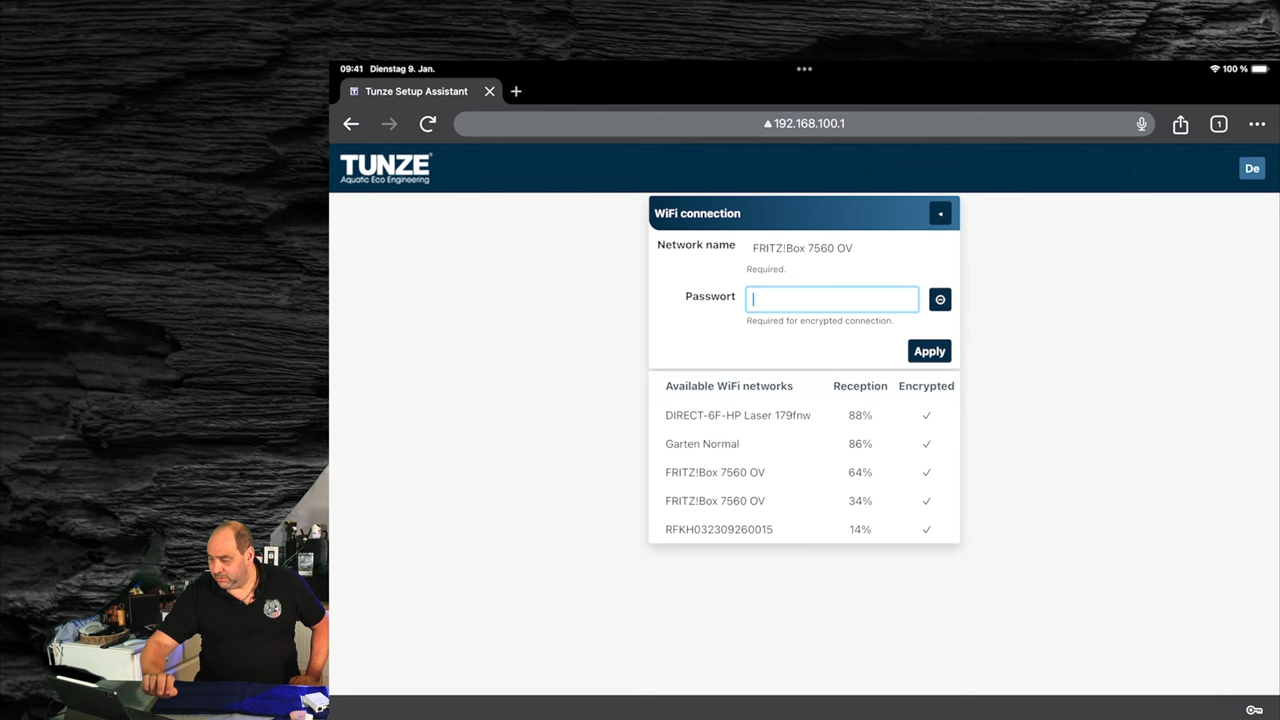 09:41 Dienstag 9. Jan.
100 %
Tunze Setup Assistant
192.168.100.1
1
TUNZE
Aquatic Eco Engineering
De
WiFi connection
Network name FRITZ!Box 7560 OV
Required.
Passwort
Required for encrypted connection.
Apply
Available WiFi networks Reception Encrypted
DIRECT-6F-HP Laser 179fnw 88% ✓
Garten Normal 86% ✓
FRITZ!Box 7560 OV 64% ✓
FRITZ!Box 7560 OV 34% ✓
RFKH032309260015 14% ✓